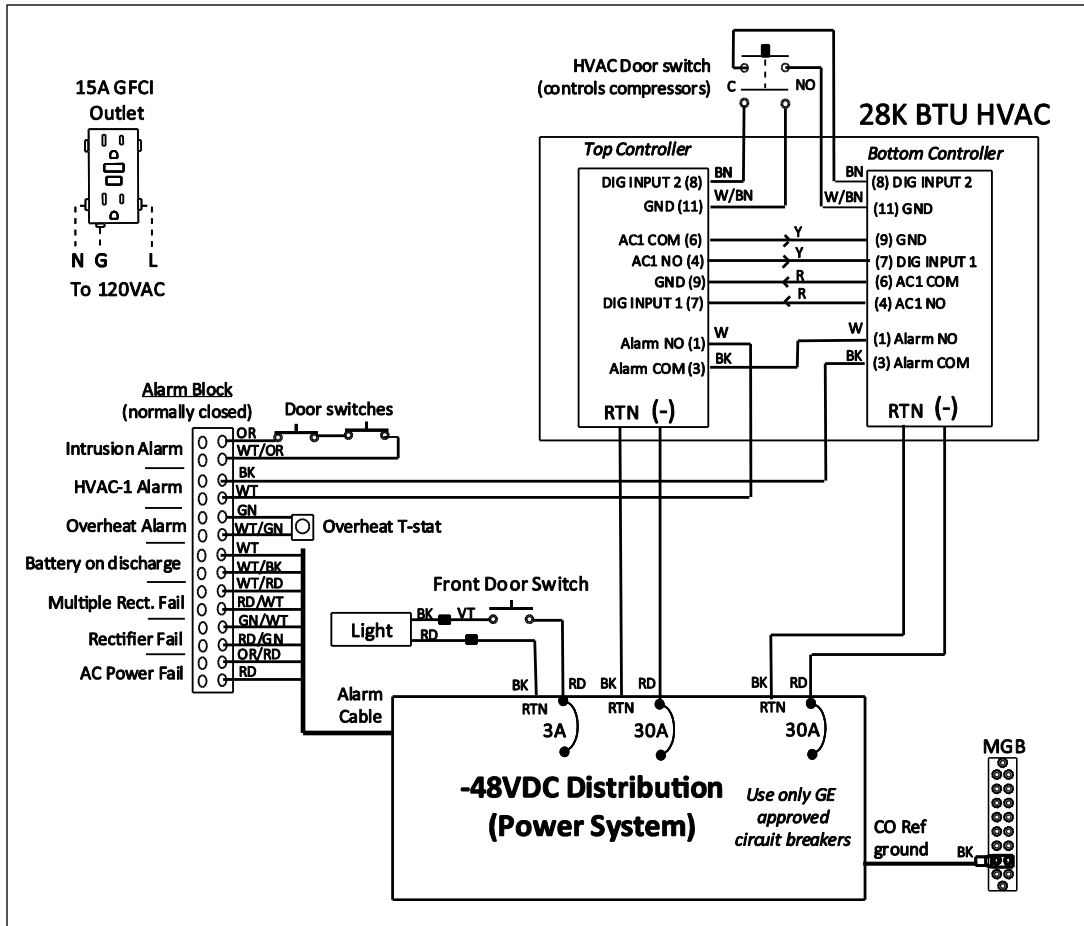 15A GFCI
Outlet
N G L
To 120VAC
HVAC Door switch
(controls compressors)
C
NO
28K BTU HVAC
Top Controller
Bottom Controller
DIG INPUT 2 (8)
BN
BN
(8) DIG INPUT 2
GND (11)
W/BN
W/BN
(11) GND
AC1 COM (6)
Y
(9) GND
AC1 NO (4)
Y
(7) DIG INPUT 1
GND (9)
R
(6) AC1 COM
DIG INPUT 1 (7)
R
(4) AC1 NO
Alarm NO (1)
W
W
(1) Alarm NO
Alarm COM (3)
BK
BK
(3) Alarm COM
RTN (-)
RTN (-)
Alarm Block
(normally closed)
Door switches
Intrusion Alarm
OR
WT/OR
HVAC-1 Alarm
BK
WT
Overheat Alarm
GN
WT/GN
Overheat T-stat
Battery on discharge
WT
WT/BK
Multiple Rect. Fail
WT/RD
RD/WT
Rectifier Fail
GN/WT
RD/GN
AC Power Fail
OR/RD
RD
Alarm
Cable
Front Door Switch
Light
BK
VT
RD
BK
RD
RTN
3A
BK
RD
RTN
30A
BK
RD
RTN
30A
-48VDC Distribution
(Power System)
Use only GE
approved
circuit breakers
CO Ref
ground
BK
MGB